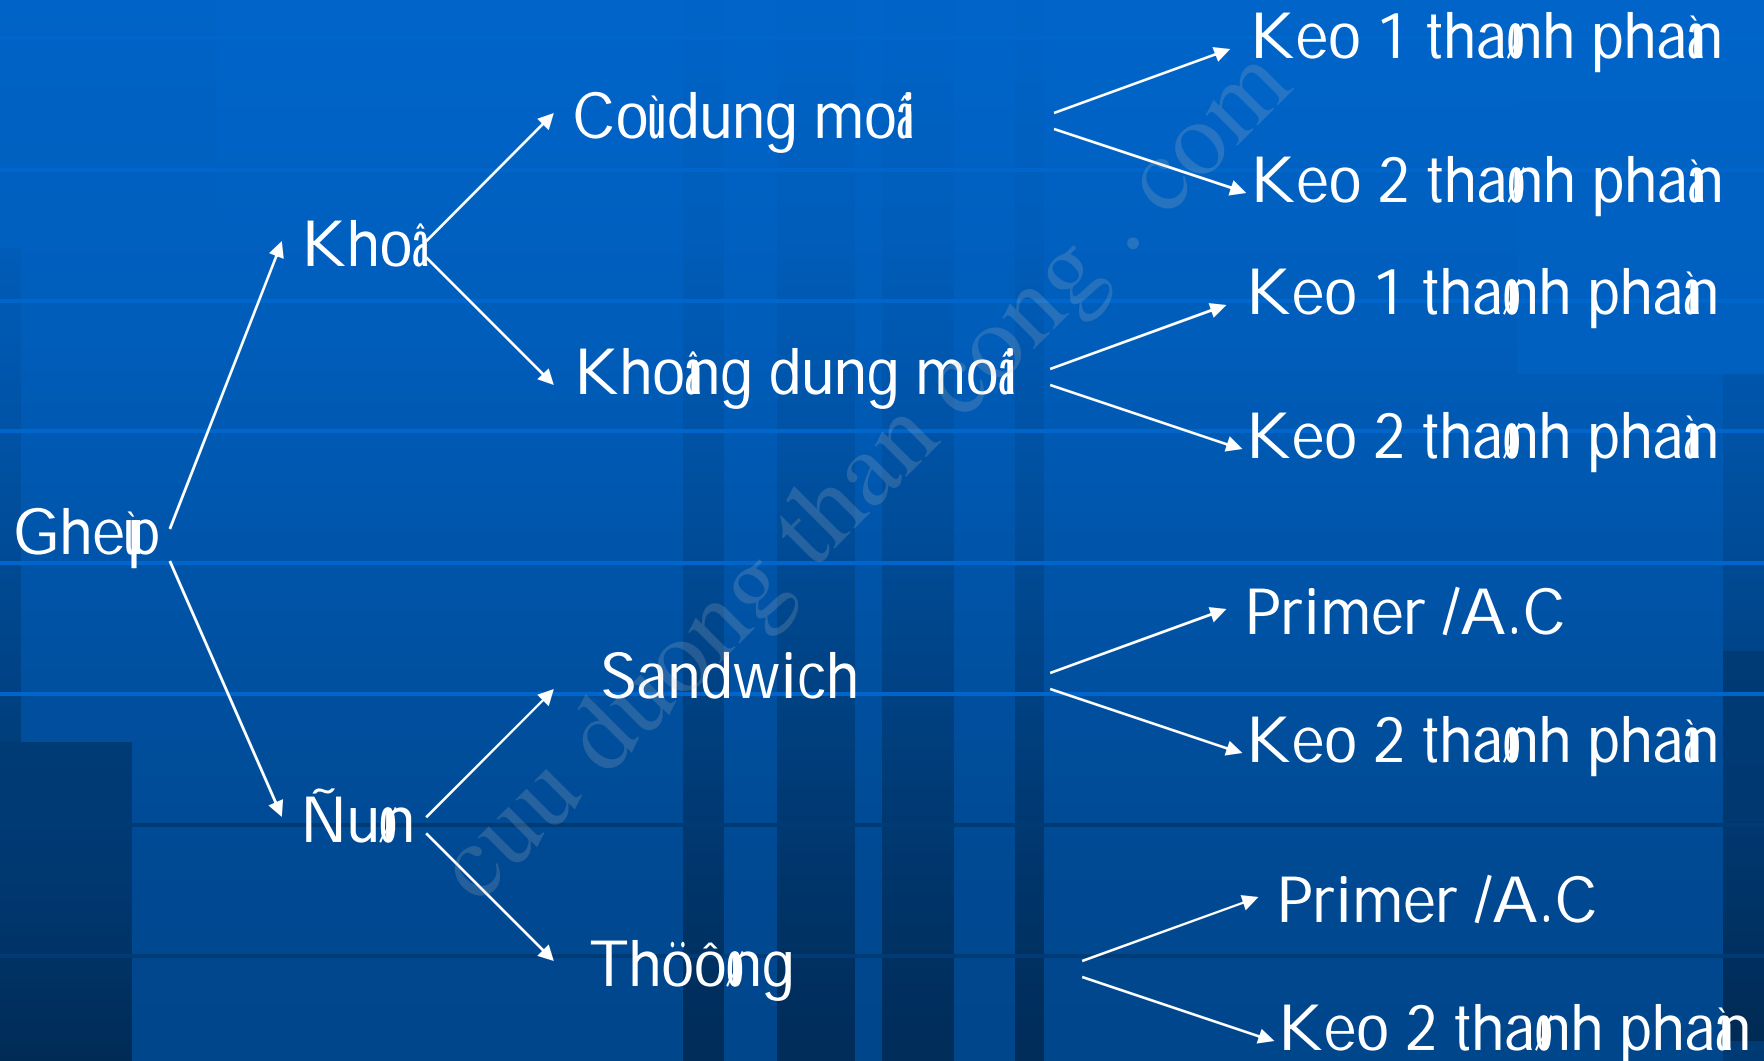 Keo 1 thaønh phaàn
Coù dung moâi
Keo 2 thaønh phaàn
Khoâ
Keo 1 thaønh phaàn
Khoâng dung moâi
Keo 2 thaønh phaàn
Gheùp
Primer /A.C
Sandwich
Keo 2 thaønh phaàn
Ñuøn
Primer /A.C
Thöôøng
Keo 2 thaønh phaàn
cuu duong than cong . com